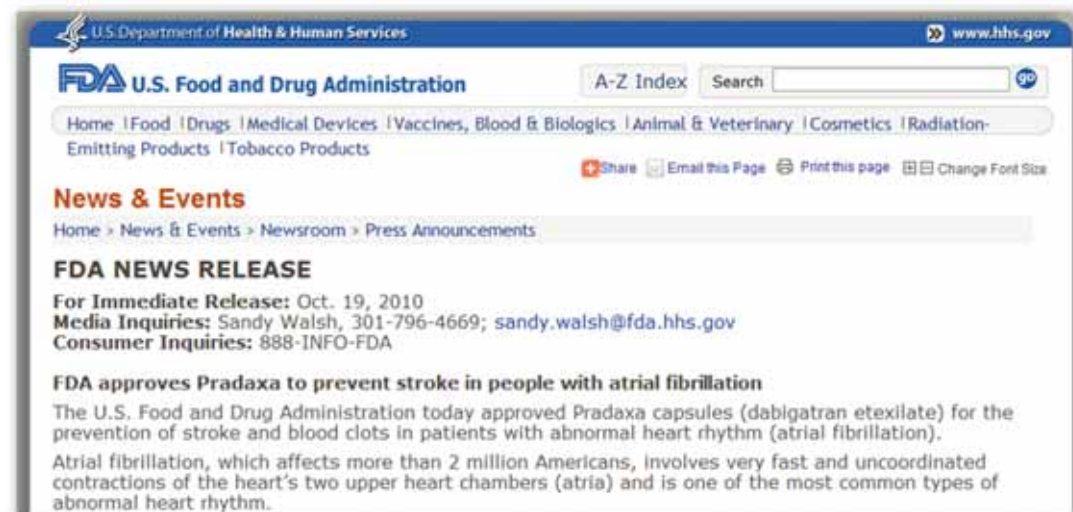 U.S. Department of Health & Human Services
www.hhs.gov
FDA U.S. Food and Drug Administration
A-Z Index
Search
go
Home | Food | Drugs | Medical Devices | Vaccines, Blood & Biologics | Animal & Veterinary | Cosmetics | Radiation-
Emitting Products | Tobacco Products
Share Email this Page Print this page Change Font Size
News & Events
Home > News & Events > Newsroom > Press Announcements
FDA NEWS RELEASE
For Immediate Release: Oct. 19, 2010
Media Inquiries: Sandy Walsh, 301-796-4669; sandy.walsh@fda.hhs.gov
Consumer Inquiries: 888-INFO-FDA
FDA approves Pradaxa to prevent stroke in people with atrial fibrillation
The U.S. Food and Drug Administration today approved Pradaxa capsules (dabigatran etexilate) for the
prevention of stroke and blood clots in patients with abnormal heart rhythm (atrial fibrillation).
Atrial fibrillation, which affects more than 2 million Americans, involves very fast and uncoordinated
contractions of the heart's two upper heart chambers (atria) and is one of the most common types of
abnormal heart rhythm.